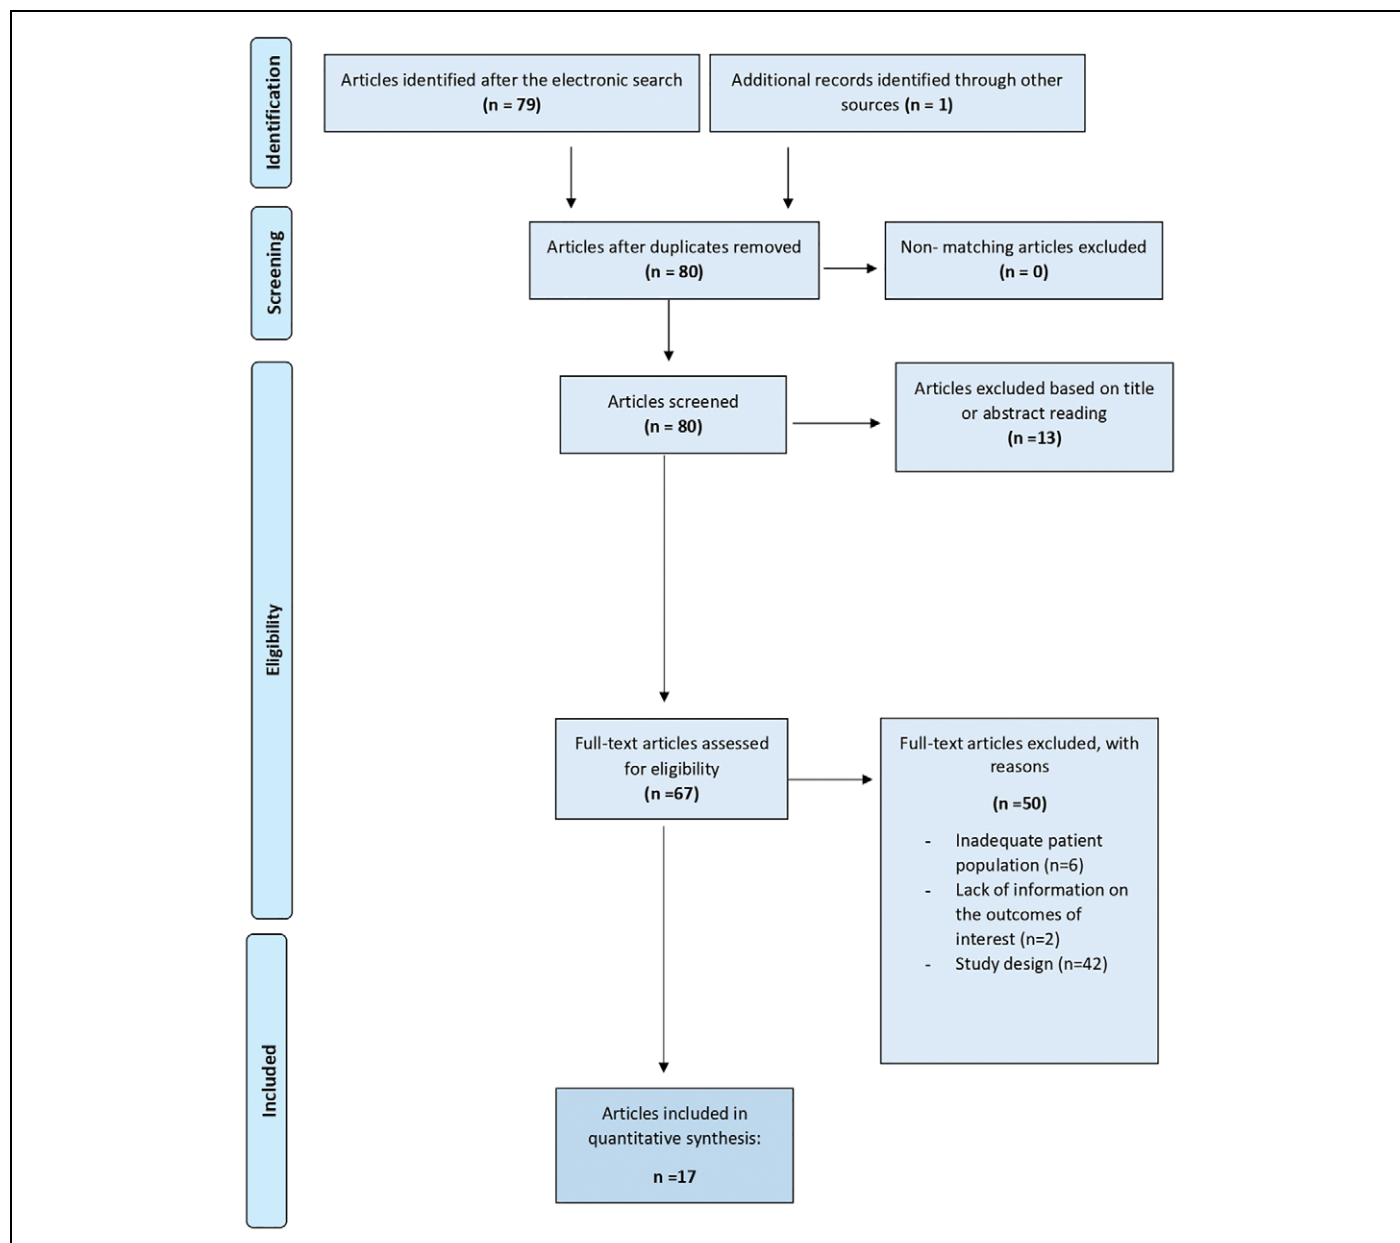 Identification
Articles identified after the electronic search
(n = 79)
Additional records identified through other
sources (n = 1)
Screening
Articles after duplicates removed
(n = 80)
Non- matching articles excluded
(n = 0)
Eligibility
Articles screened
(n = 80)
Articles excluded based on title
or abstract reading
(n =13)
Full-text articles assessed
for eligibility
(n =67)
Full-text articles excluded, with
reasons
(n =50)
- Inadequate patient
population (n=6)
- Lack of information on
the outcomes of
interest (n=2)
- Study design (n=42)
Included
Articles included in
quantitative synthesis:
n =17